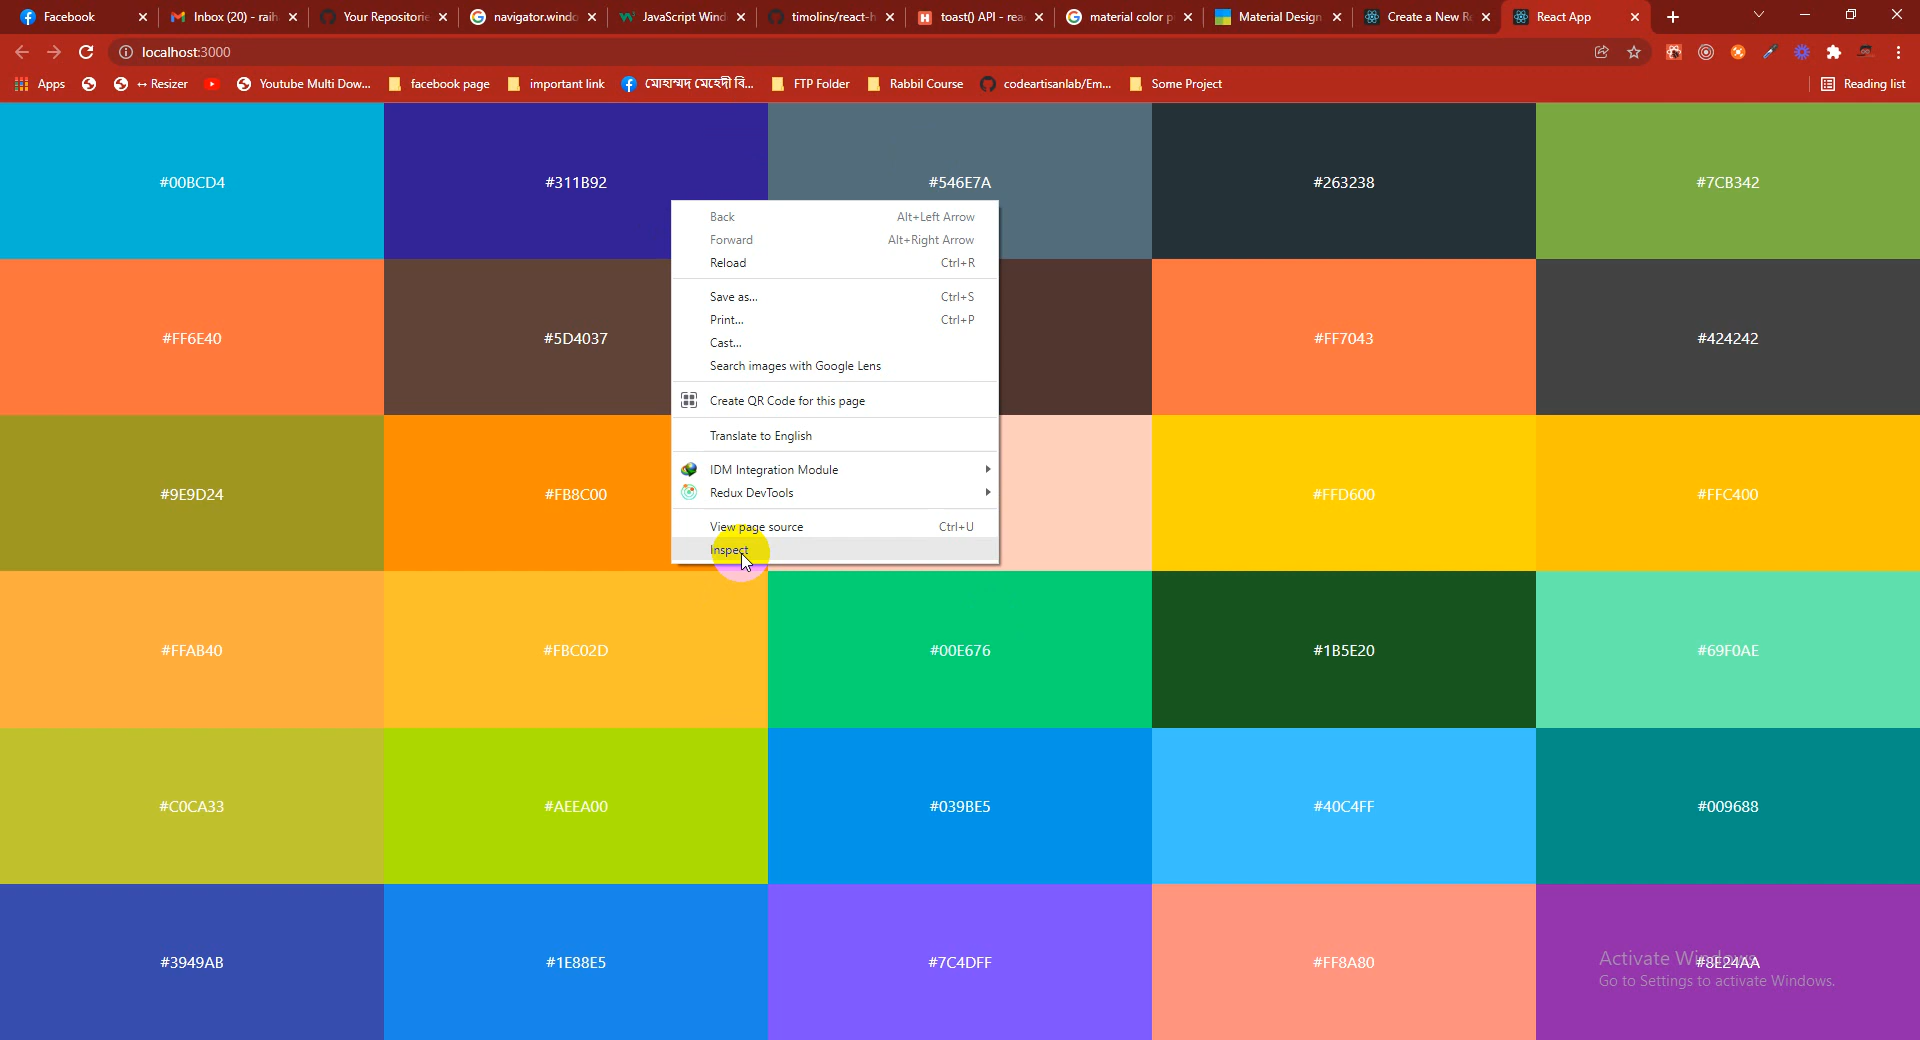 Facebook
Inbox (20) - raih
Your Repositorie
navigator.windo
JavaScript Wind
timolins/react-h
toast() API - rea
material color p
Material Design
Create a New R
React App
localhost:3000
Apps
↔ Resizer
Youtube Multi Dow...
facebook page
important link
মোহাম্মদ মেহেদী বি...
FTP Folder
Rabbil Course
codeartisanlab/Em...
Some Project
Reading list
#00BCD4
#311B92
#546E7A
#263238
#7CB342
Back Alt+Left Arrow
Forward Alt+Right Arrow
Reload Ctrl+R
Save as... Ctrl+S
Print... Ctrl+P
Cast...
Search images with Google Lens
Create QR Code for this page
Translate to English
IDM Integration Module
Redux DevTools
View page source Ctrl+U
Inspect
#FF6E40
#5D4037
#FF7043
#424242
#9E9D24
#FB8C00
#FFD600
#FFC400
#FFAB40
#FBC02D
#00E676
#1B5E20
#69F0AE
#C0CA33
#AEEA00
#039BE5
#40C4FF
#009688
#3949AB
#1E88E5
#7C4DFF
#FF8A80
#8E24AA
Activate Windows
Go to Settings to activate Windows.